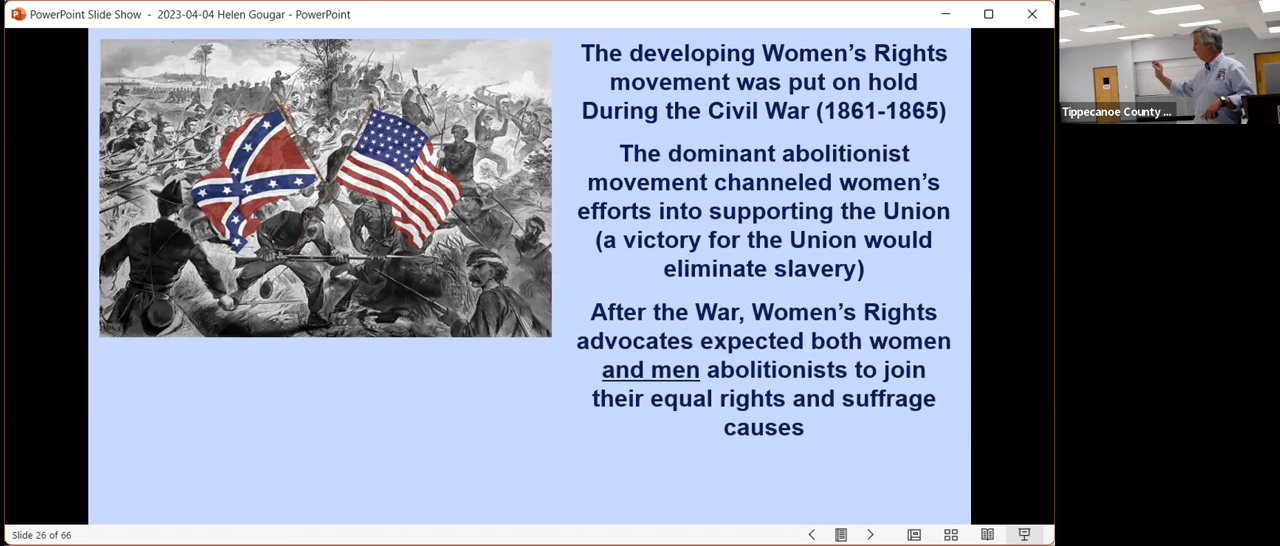 PowerPoint Slide Show - 2023-04-04 Helen Gougar - PowerPoint
The developing Women's Rights
movement was put on hold
During the Civil War (1861-1865)
The dominant abolitionist
movement channeled women's
efforts into supporting the Union
(a victory for the Union would
eliminate slavery)
After the War, Women's Rights
advocates expected both women
and men abolitionists to join
their equal rights and suffrage
causes
Tippecanoe County ...
Slide 26 of 66